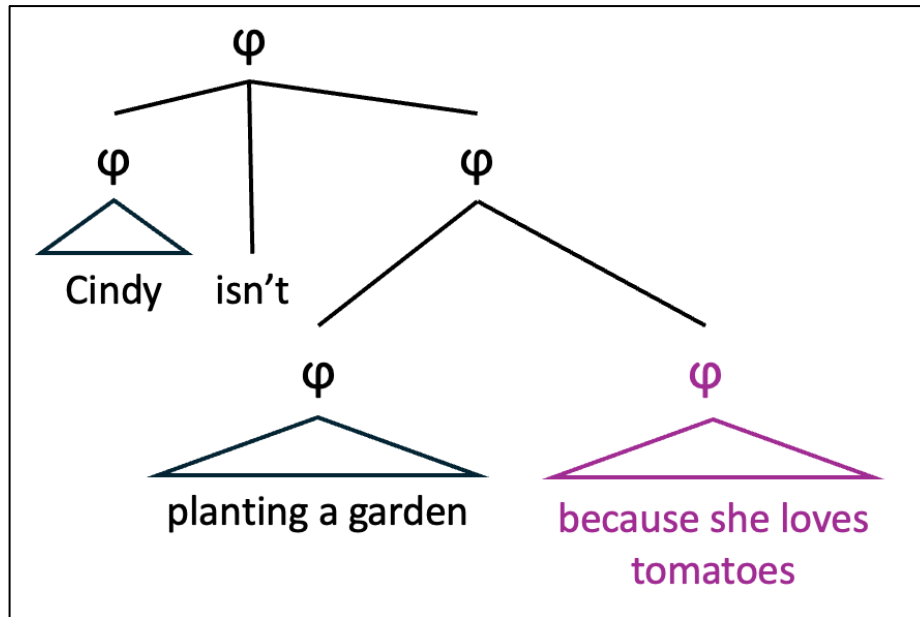 φ
φ φ
Cindy isn't
φ φ
planting a garden because she loves
tomatoes